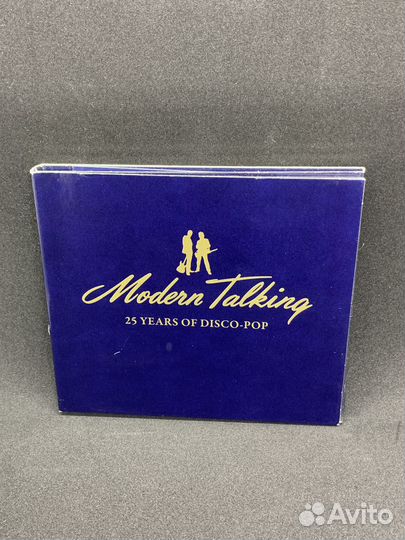 Modern Talking
25 YEARS OF DISCO-POP
Avito